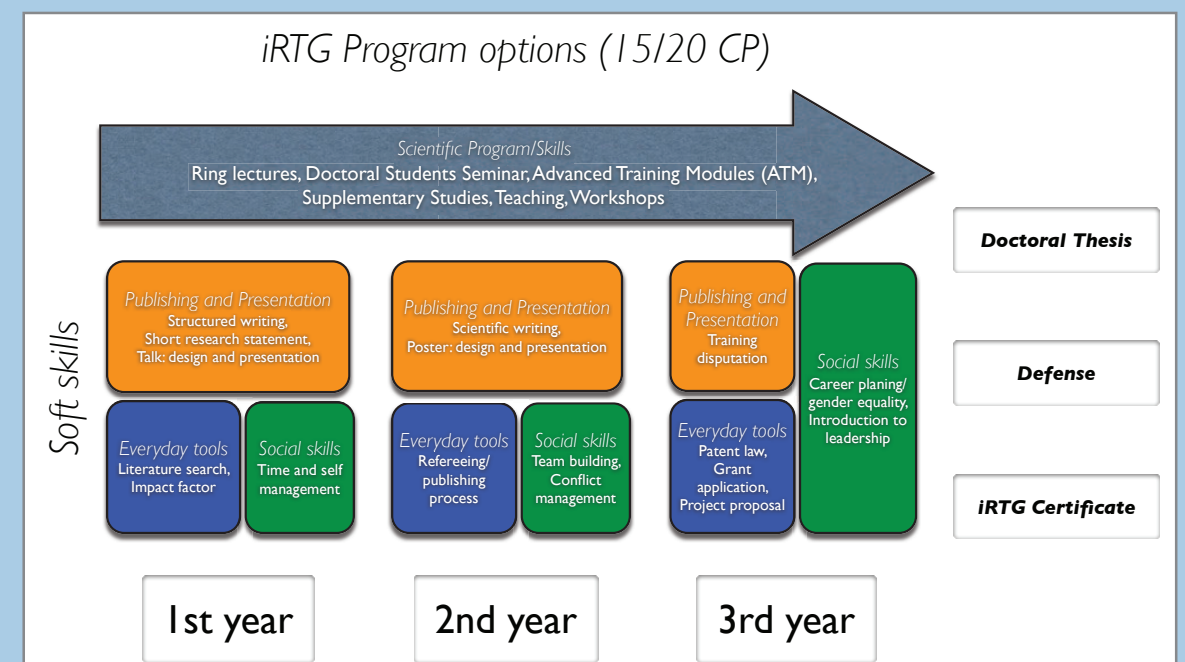 iRTG Program options (15/20 CP)
Scientific Program/Skills
Ring lectures, Doctoral Students Seminar, Advanced Training Modules (ATM),
Supplementary Studies, Teaching, Workshops
Soft skills
Publishing and Presentation
Structured writing,
Short research statement,
Talk: design and presentation
Everyday tools
Literature search,
Impact factor
Social skills
Time and self
management
Publishing and Presentation
Scientific writing,
Poster: design and presentation
Everyday tools
Refereeing/
publishing
process
Social skills
Team building,
Conflict
management
Publishing and
Presentation
Training
disputation
Everyday tools
Patent law,
Grant
application,
Project proposal
Social skills
Career planing/
gender equality,
Introduction to
leadership
Doctoral Thesis
Defense
iRTG Certificate
1st year
2nd year
3rd year